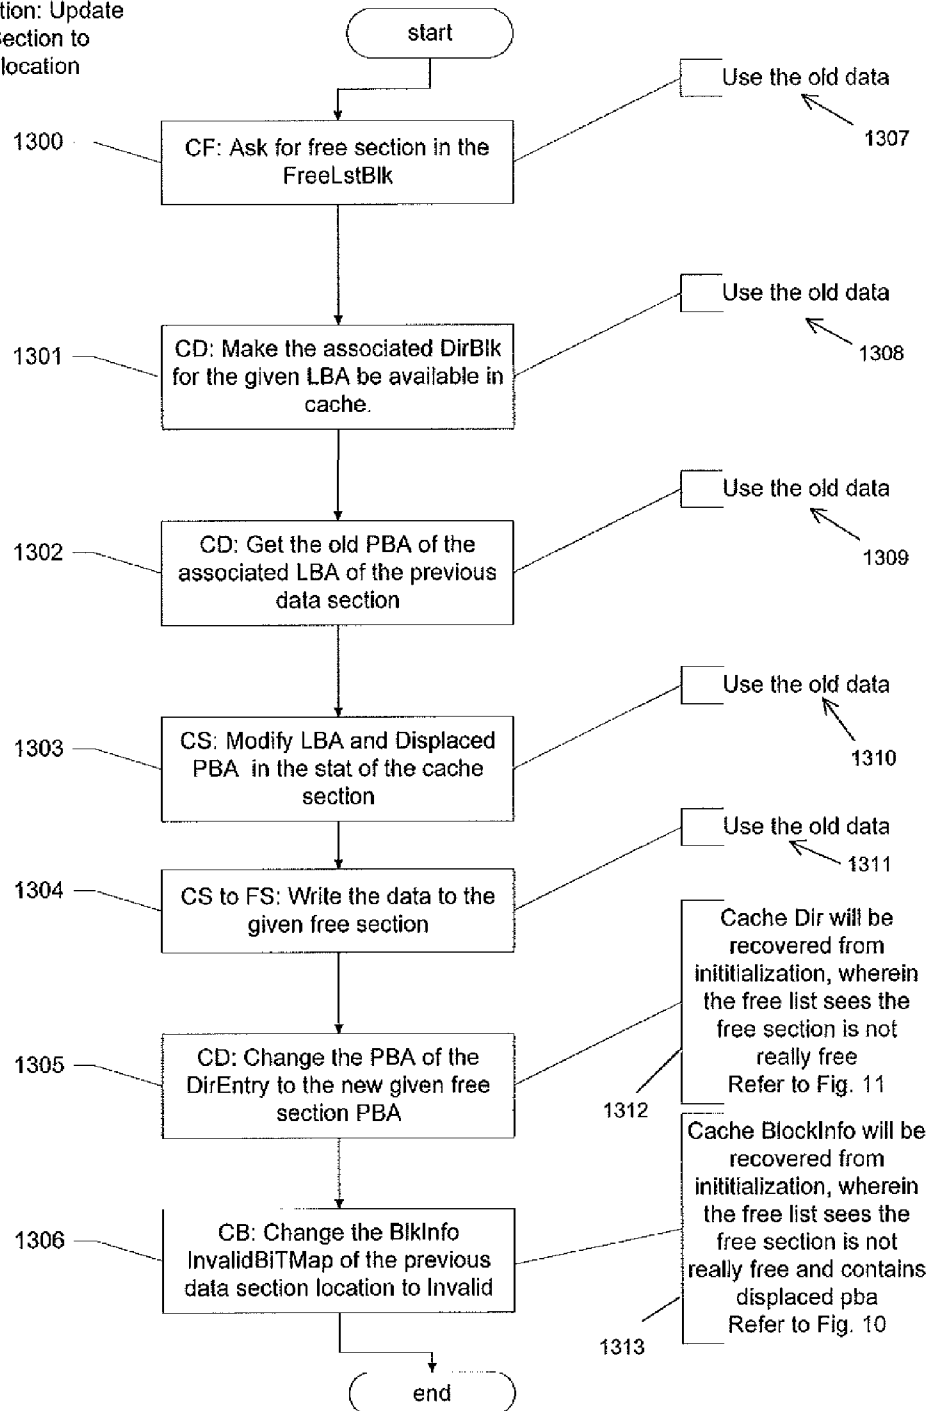 tion: Update
Section to
location
start
Use the old data
1307
1300
CF: Ask for free section in the
FreeLstBlk
Use the old data
1308
1301
CD: Make the associated DirBlk
for the given LBA be available in
cache.
Use the old data
1309
1302
CD: Get the old PBA of the
associated LBA of the previous
data section
Use the old data
1310
1303
CS: Modify LBA and Displaced
PBA in the stat of the cache
section
Use the old data
1311
1304
CS to FS: Write the data to the
given free section
Cache Dir will be
recovered from
inititialization, wherein
the free list sees the
free section is not
really free
Refer to Fig. 11
1312
1305
CD: Change the PBA of the
DirEntry to the new given free
section PBA
Cache BlockInfo will be
recovered from
inititialization, wherein
the free list sees the
free section is not
really free and contains
displaced pba
Refer to Fig. 10
1313
1306
CB: Change the BlkInfo
InvalidBiTMap of the previous
data section location to Invalid
end